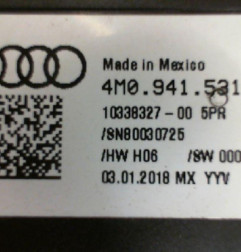 Made in Mexico
4M0.941.531
10338327-00 5PR
/SN80030725
/HW H06 /SW 000
03.01.2018 MX YYV